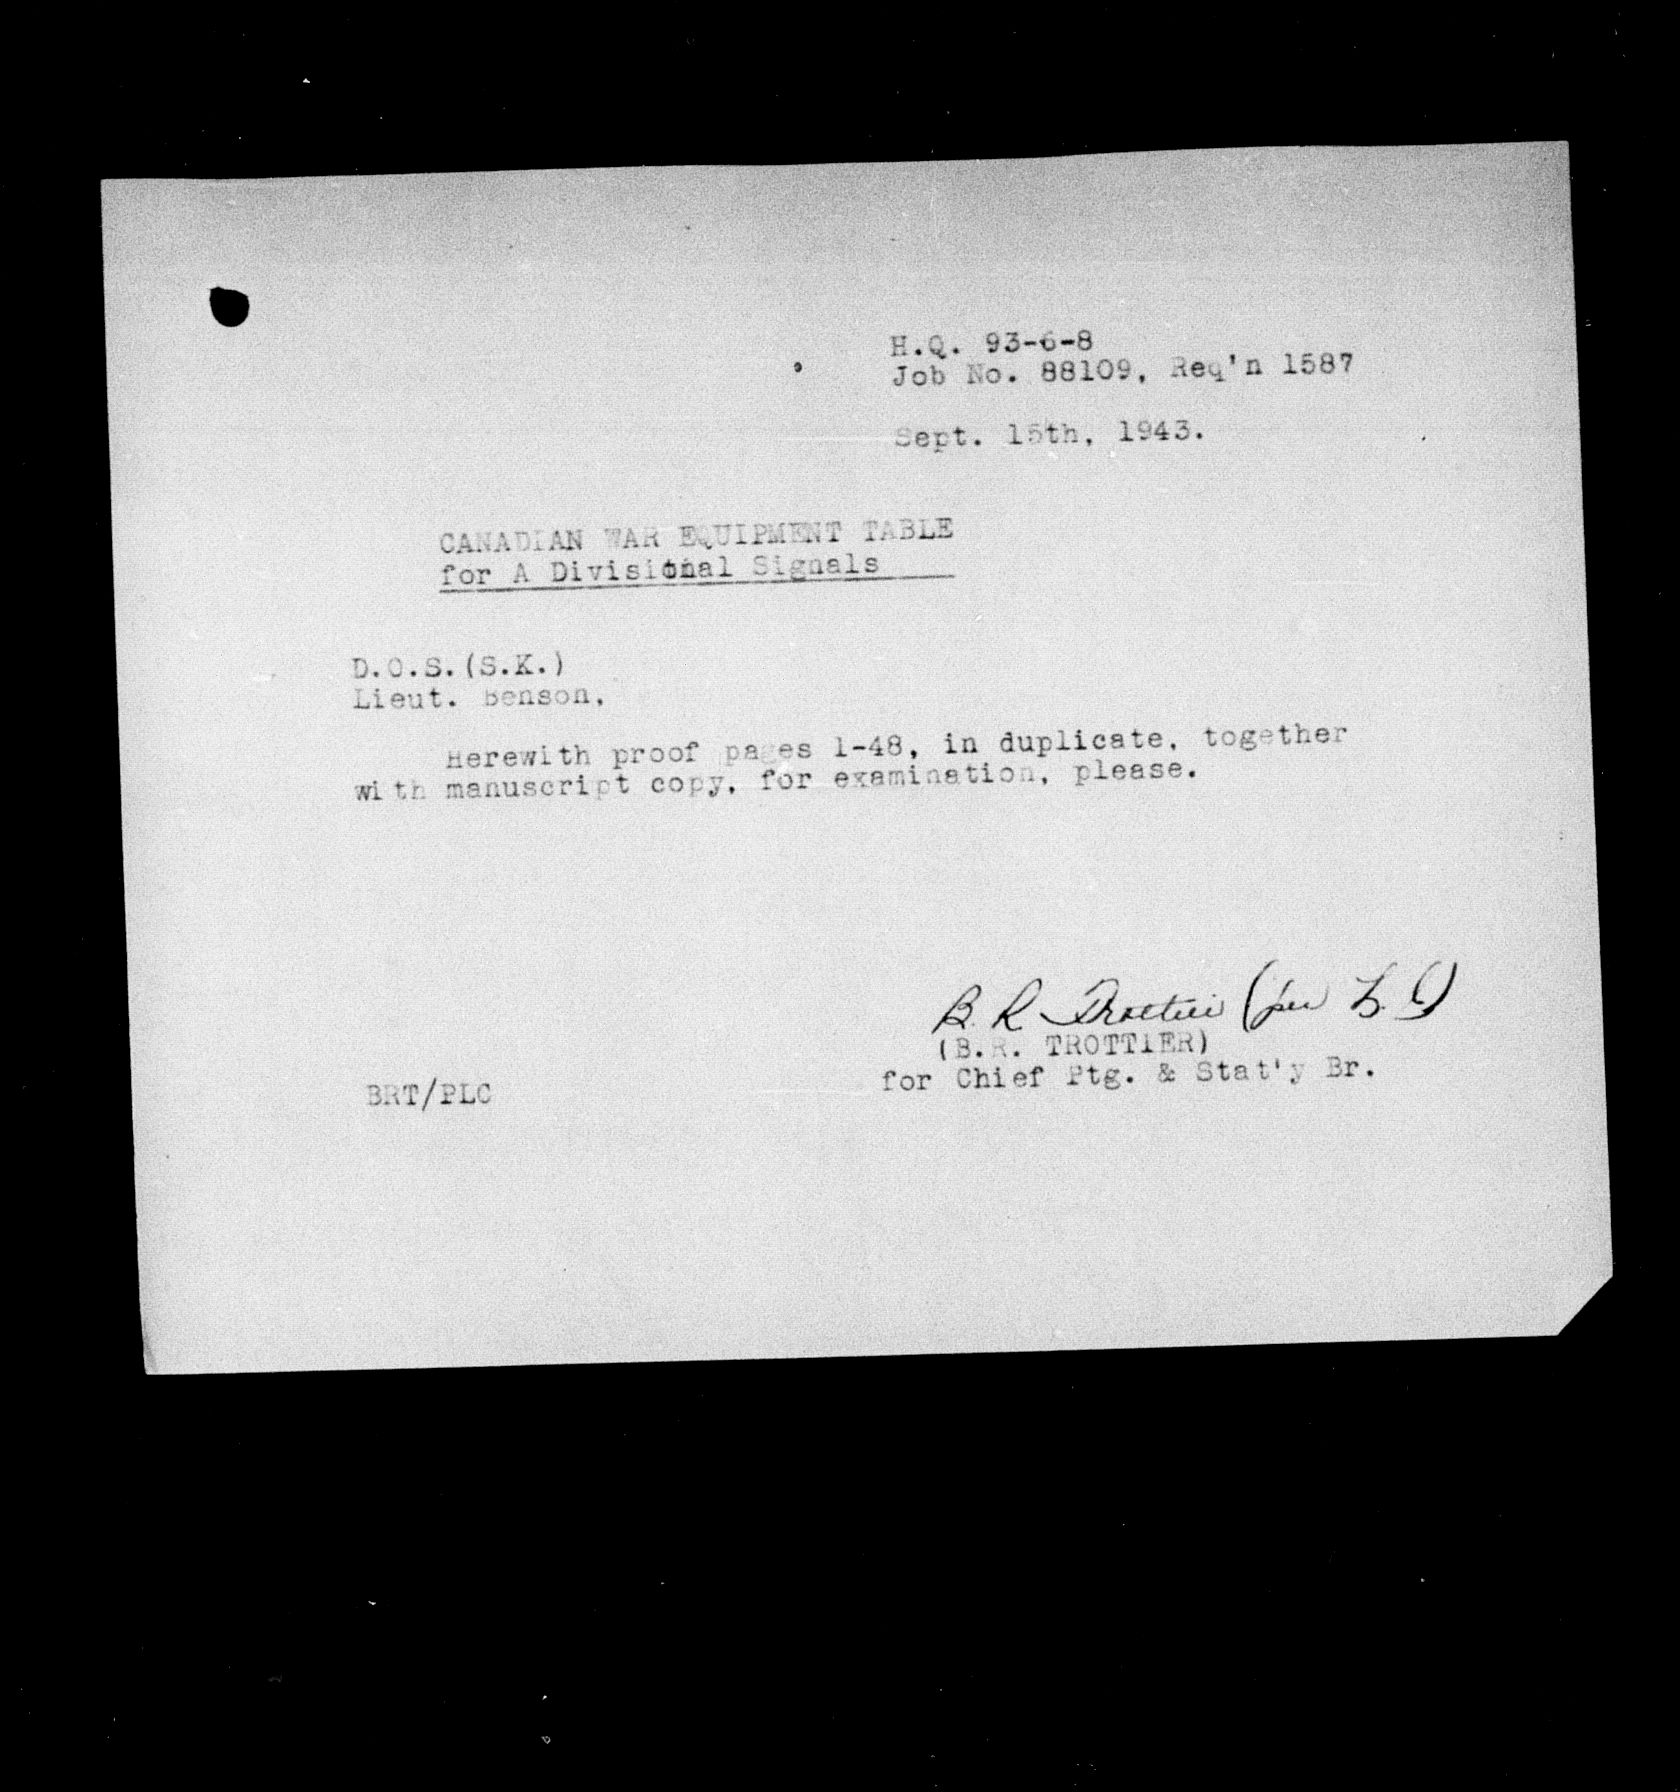 H.Q. 93-6-8
Job No. 88109, Req'n 1587
Sept. 15th, 1943.
CANADIAN WAR EQUIPMENT TABLE
for A Divisional Signals
D.O.S.(S.K.)
Lieut. Benson,
Herewith proof pages 1-48, in duplicate, together
with manuscript copy, for examination, please.
B. R. Trottier (per
(B.R. TROTTIER)
for Chief Ptg. & Stat'y Br.
BRT/PLC